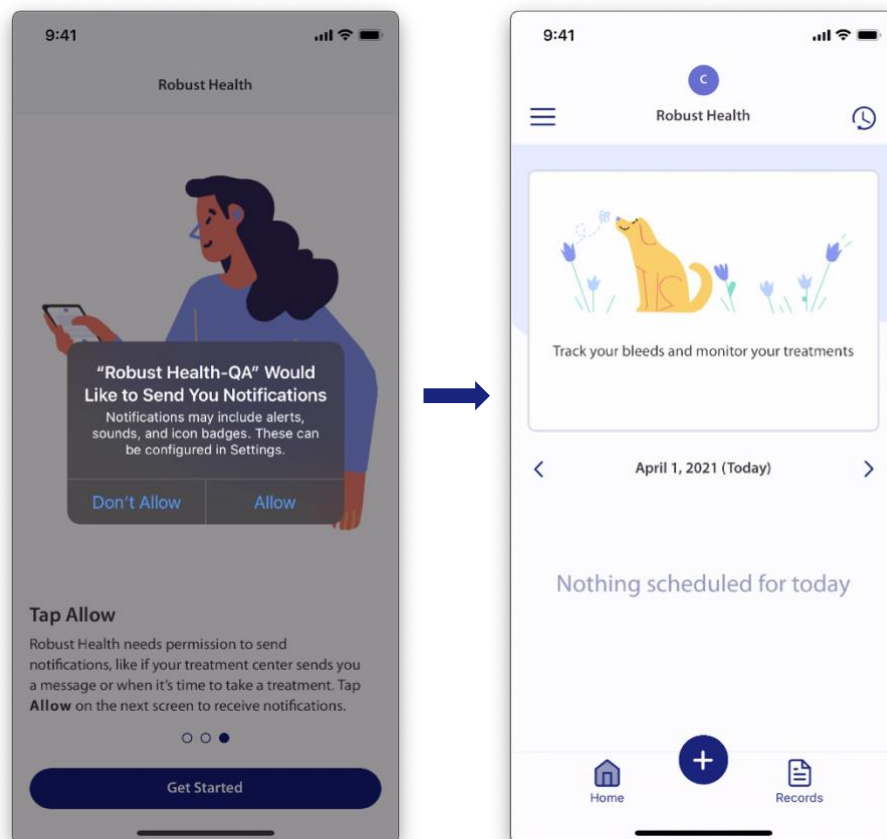 9:41
Robust Health
“Robust Health-QA” Would
Like to Send You Notifications
Notifications may include alerts,
sounds, and icon badges. These can
be configured in Settings.
Don’t Allow
Allow
Tap Allow
Robust Health needs permission to send
notifications, like if your treatment center sends you
a message or when it’s time to take a treatment. Tap
Allow on the next screen to receive notifications.
Get Started
9:41
C
Robust Health
Track your bleeds and monitor your treatments
April 1, 2021 (Today)
Nothing scheduled for today
Home
Records